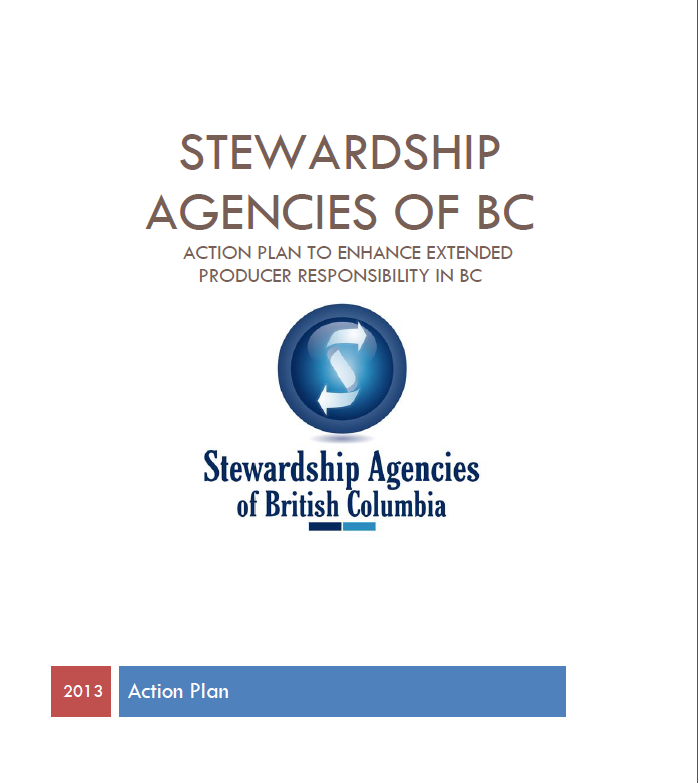 STEWARDSHIP
AGENCIES OF BC
ACTION PLAN TO ENHANCE EXTENDED
PRODUCER RESPONSIBILITY IN BC
Stewardship Agencies
of British Columbia
2013 Action Plan